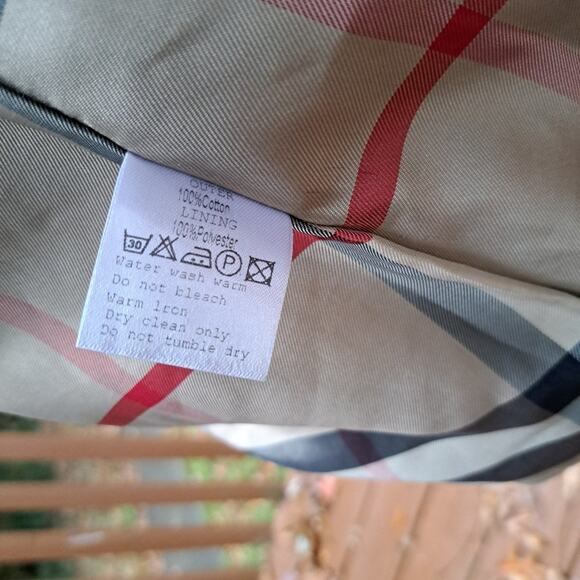 OUTER
100%Cotton
LINING
100%Polyester
30 P
Water wash warm
Do not bleach
Warm Iron
Dry clean only
Do not tumble dry